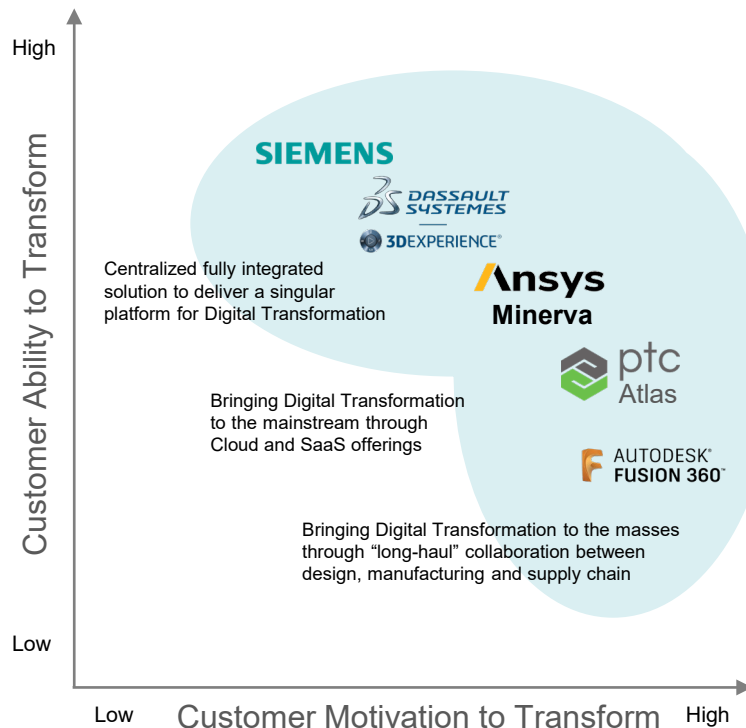 High
Customer Ability to Transform
SIEMENS
DASSAULT
SYSTEMES
3DEXPERIENCE®
Centralized fully integrated
solution to deliver a singular
platform for Digital Transformation
Ansys
Minerva
ptc
Atlas
Bringing Digital Transformation
to the mainstream through
Cloud and SaaS offerings
AUTODESK®
FUSION 360™
Bringing Digital Transformation to the masses
through “long-haul” collaboration between
design, manufacturing and supply chain
Low
Low
Customer Motivation to Transform
High